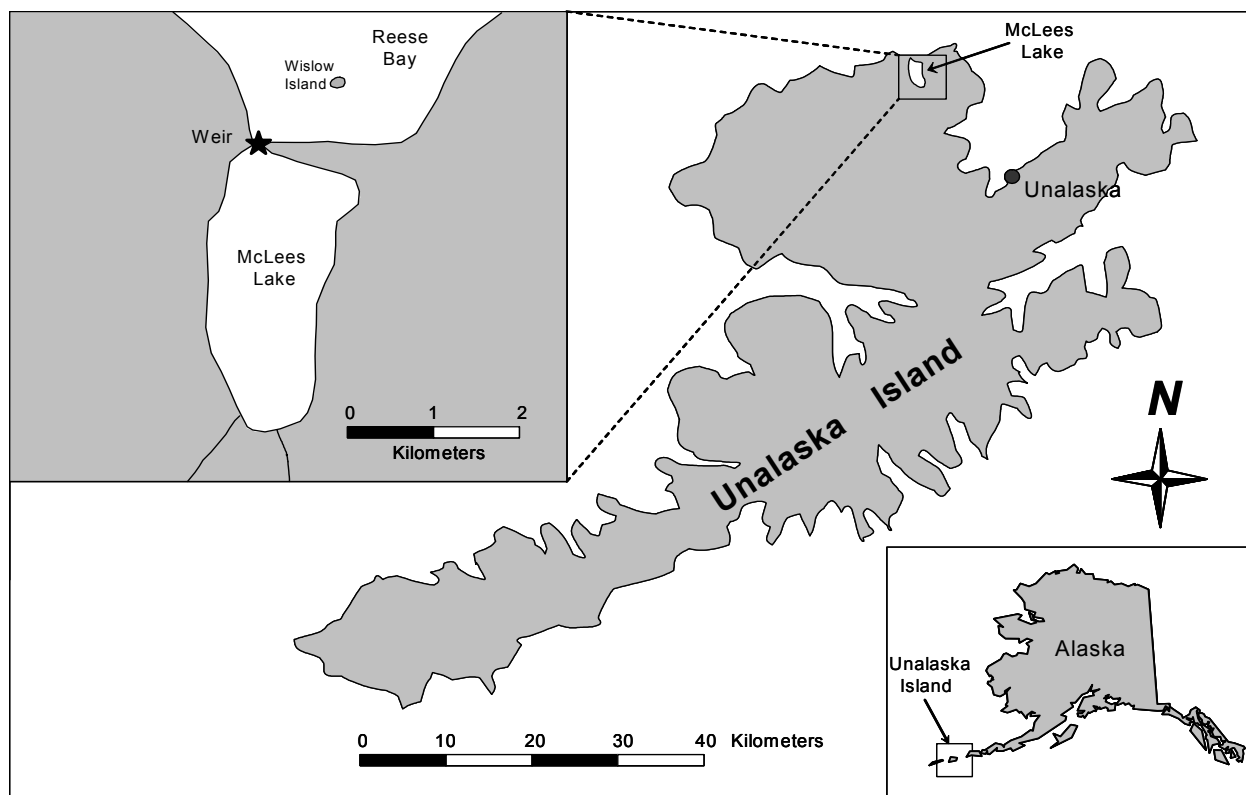 Reese
Bay
Wislow
Island
Weir
McLees
Lake
0 1 2
Kilometers
McLees
Lake
Unalaska
Unalaska Island
N
0 10 20 30 40 Kilometers
Alaska
Unalaska
Island